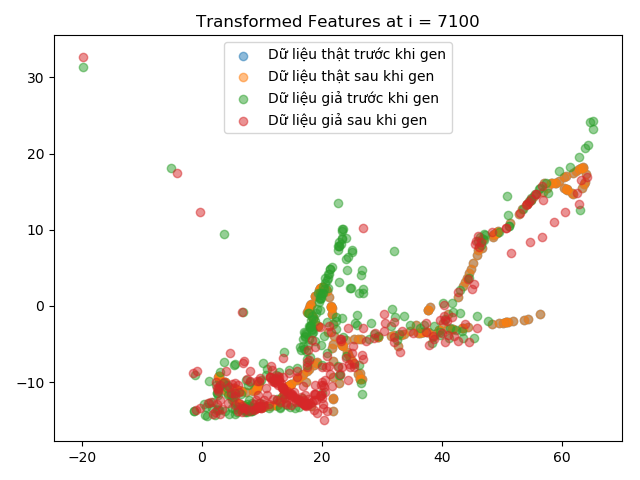 Transformed Features at i = 7100
Dữ liệu thật trước khi gen
Dữ liệu thật sau khi gen
Dữ liệu giả trước khi gen
Dữ liệu giả sau khi gen
30
20
10
0
−10
−20
0
20
40
60